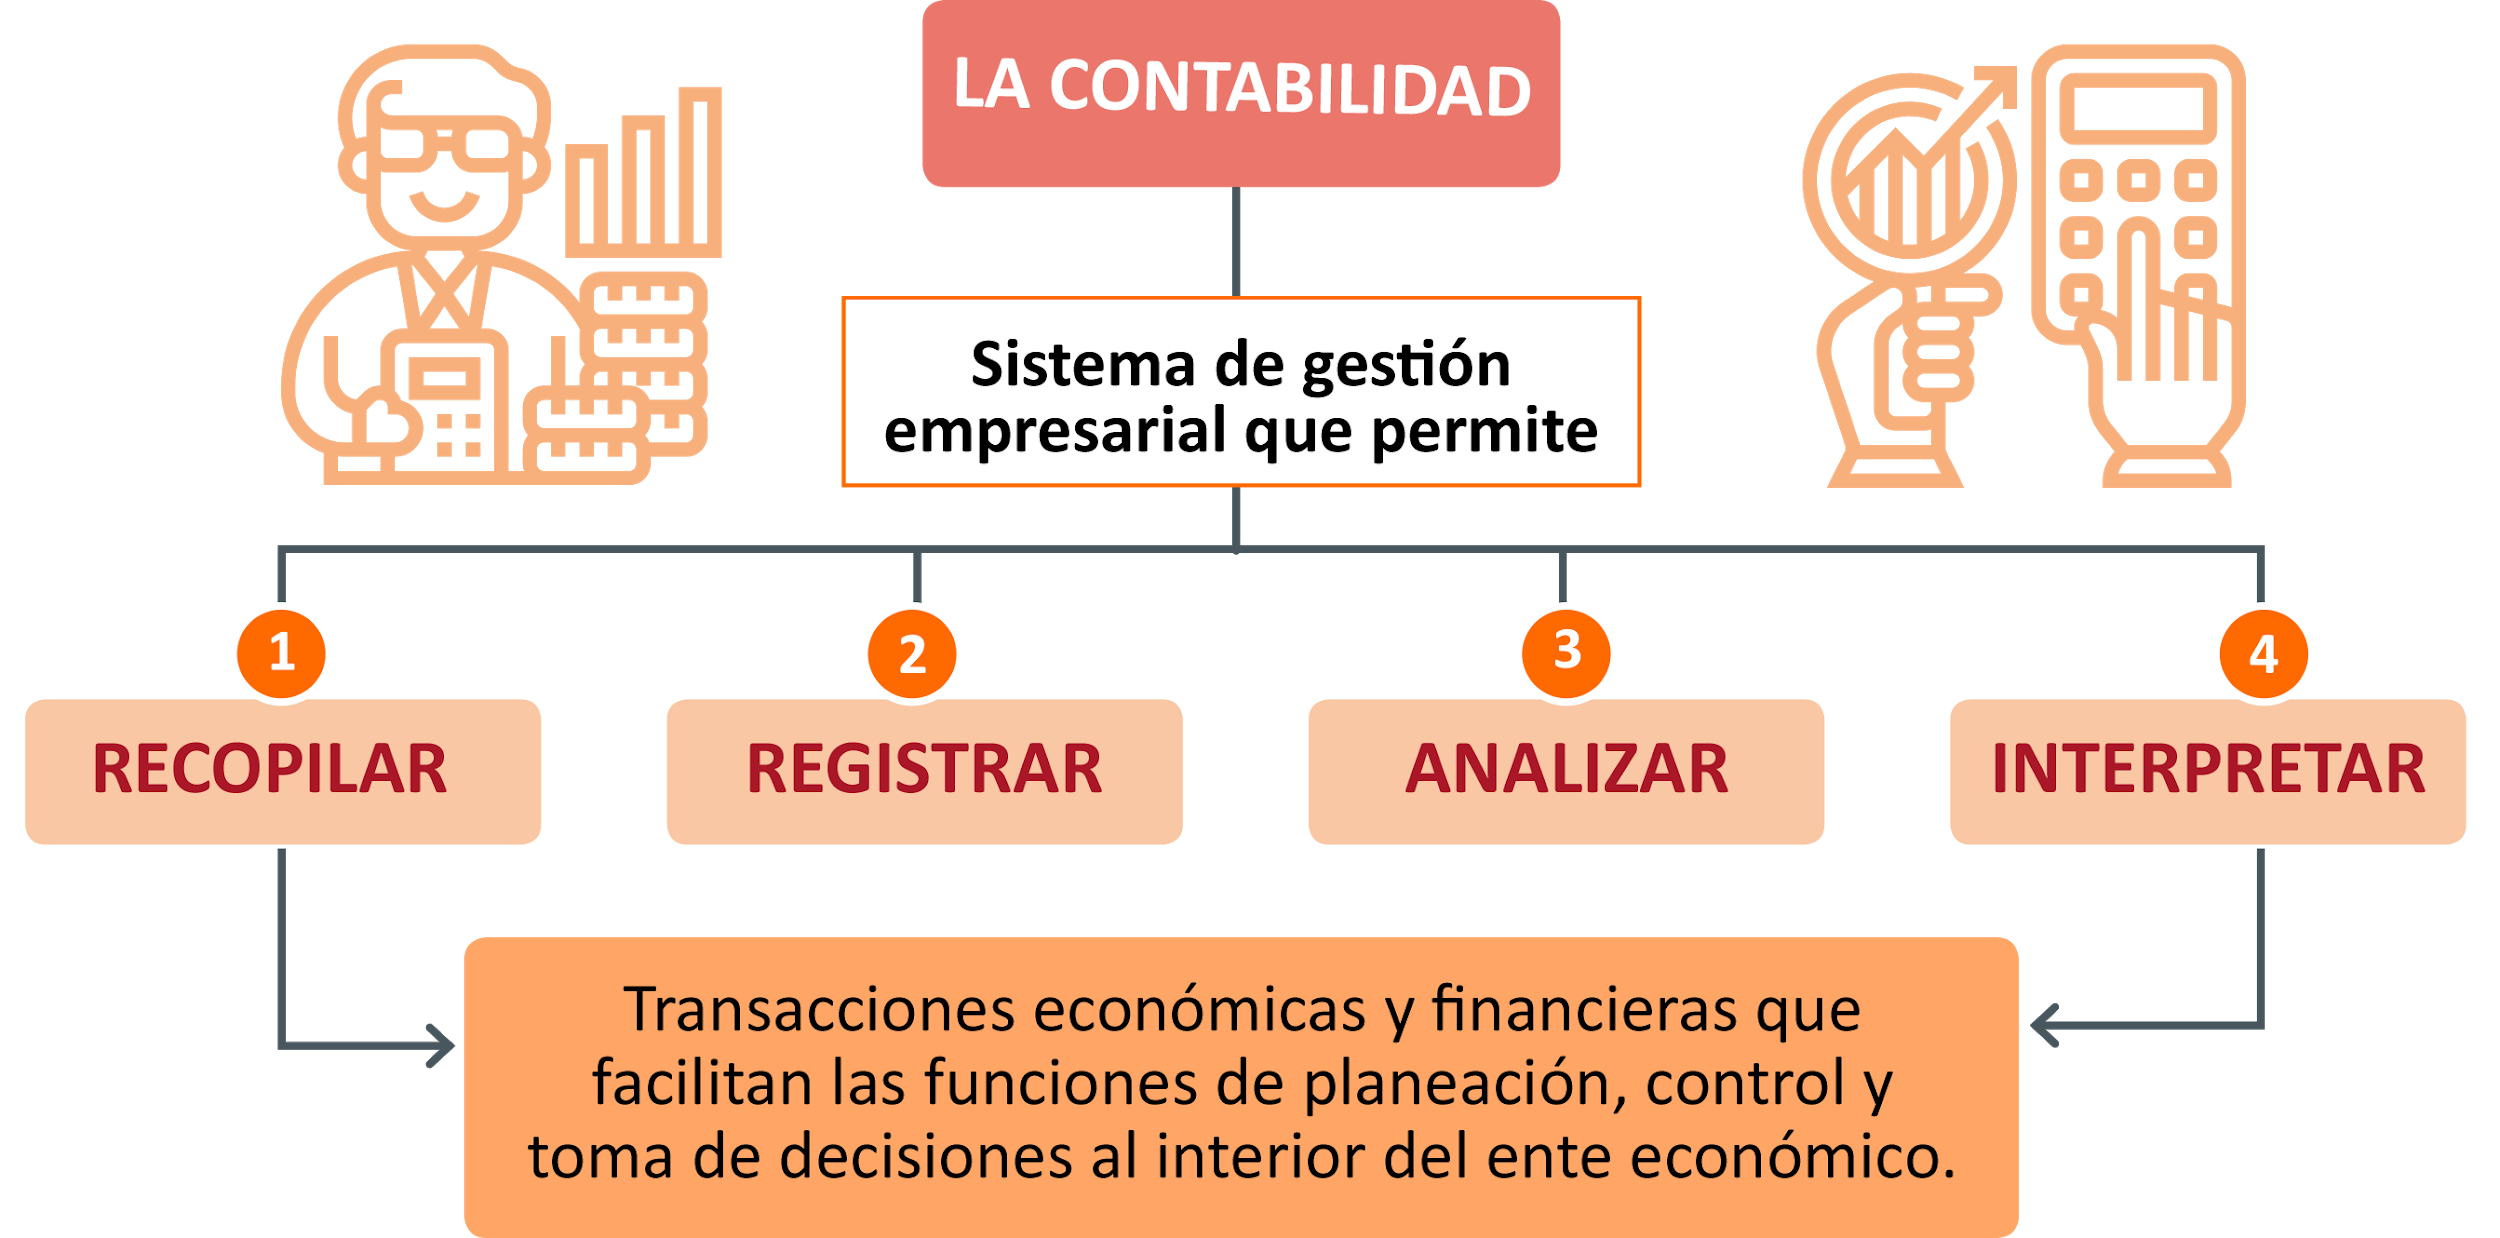 LA CONTABILIDAD
Sistema de gestión
empresarial que permite
1
2
3
4
RECOPILAR
REGISTRAR
ANALIZAR
INTERPRETAR
Transacciones económicas y financieras que
facilitan las funciones de planeación, control y
toma de decisiones al interior del ente económico.